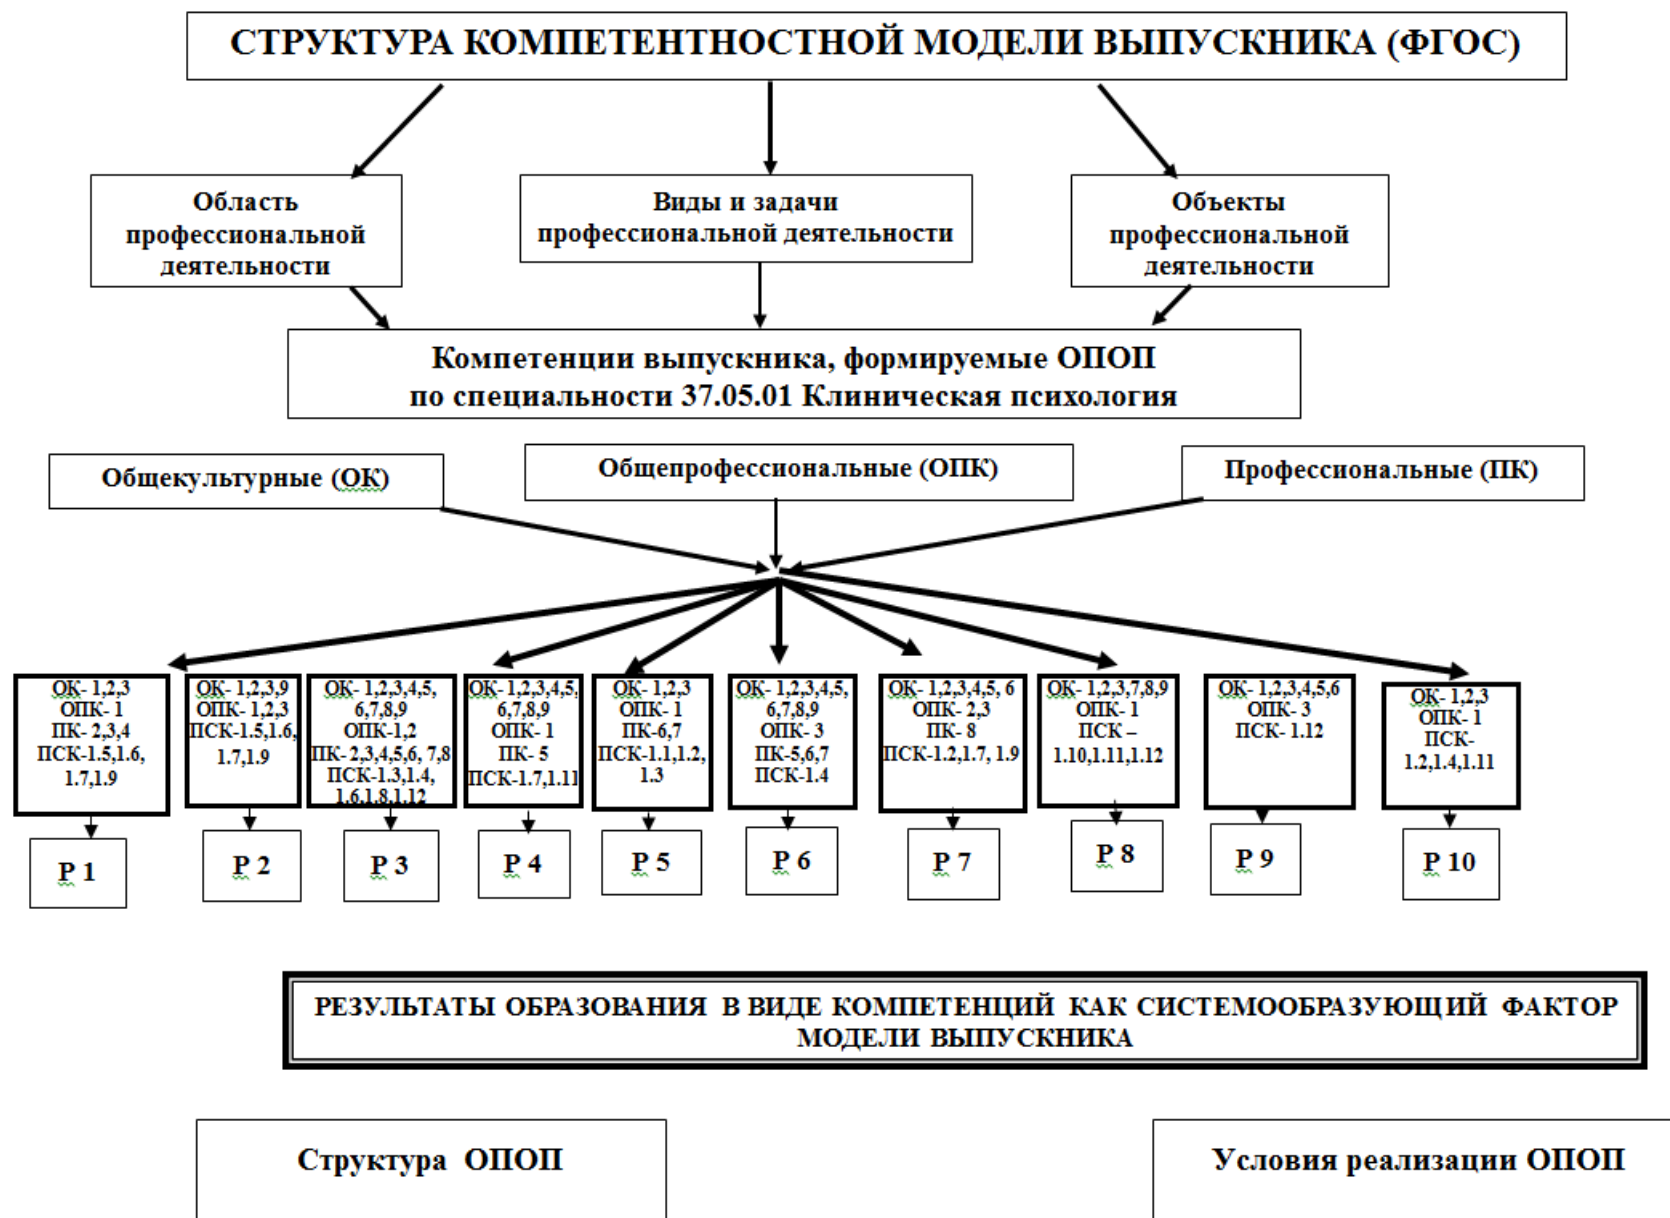 СТРУКТУРА КОМПЕТЕНТНОСТНОЙ МОДЕЛИ ВЫПУСКНИКА (ФГОС)
Область
профессиональной
деятельности
Виды и задачи
профессиональной деятельности
Объекты
профессиональной
деятельности
Компетенции выпускника, формируемые ОПОП
по специальности 37.05.01 Клиническая психология
Общекультурные (ОК)
Общепрофессиональные (ОПК)
Профессиональные (ПК)
ОК- 1,2,3
ОПК- 1
ПК- 2,3,4
ПСК-1.5,1.6,
1.7,1.9
ОК- 1,2,3,9
ОПК- 1,2,3
ПСК-1.5,1.6,
1.7,1.9
ОК- 1,2,3,4,5,
6,7,8,9
ОПК-1,2
ПК- 2,3,4,5,6, 7,8
ПСК-1.3,1.4,
1.6,1.8,1.12
ОК- 1,2,3,4,5,
6,7,8,9
ОПК- 1
ПК- 5
ПСК-1.7,1.11
ОК- 1,2,3
ОПК- 1
ПК-6,7
ПСК-1.1,1.2,
1.3
ОК- 1,2,3,4,5,
6,7,8,9
ОПК- 3
ПК-5,6,7
ПСК-1.4
ОК- 1,2,3,4,5, 6
ОПК- 2,3
ПК- 8
ПСК-1.2,1.7, 1.9
ОК- 1,2,3,7,8,9
ОПК- 1
ПСК –
1.10,1.11,1.12
ОК- 1,2,3,4,5,6
ОПК- 3
ПСК- 1.12
ОК- 1,2,3
ОПК- 1
ПСК-
1.2,1.4,1.11
Р 1
Р 2
Р 3
Р 4
Р 5
Р 6
Р 7
Р 8
Р 9
Р 10
РЕЗУЛЬТАТЫ ОБРАЗОВАНИЯ В ВИДЕ КОМПЕТЕНЦИЙ КАК СИСТЕМООБРАЗУЮЩИЙ ФАКТОР
МОДЕЛИ ВЫПУСКНИКА
Структура ОПОП
Условия реализации ОПОП